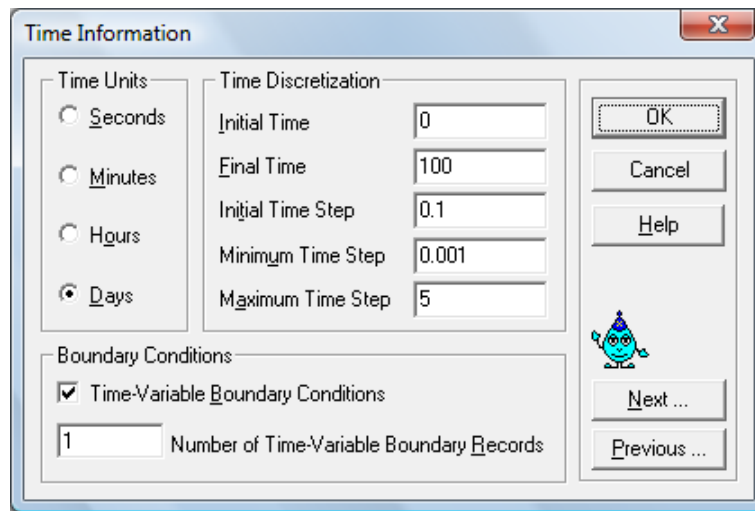 Time Information
Time Units
Seconds
Minutes
Hours
Days
Time Discretization
Initial Time 0
Final Time 100
Initial Time Step 0.1
Minimum Time Step 0.001
Maximum Time Step 5
Boundary Conditions
Time-Variable Boundary Conditions
1 Number of Time-Variable Boundary Records
OK
Cancel
Help
Next ...
Previous ...